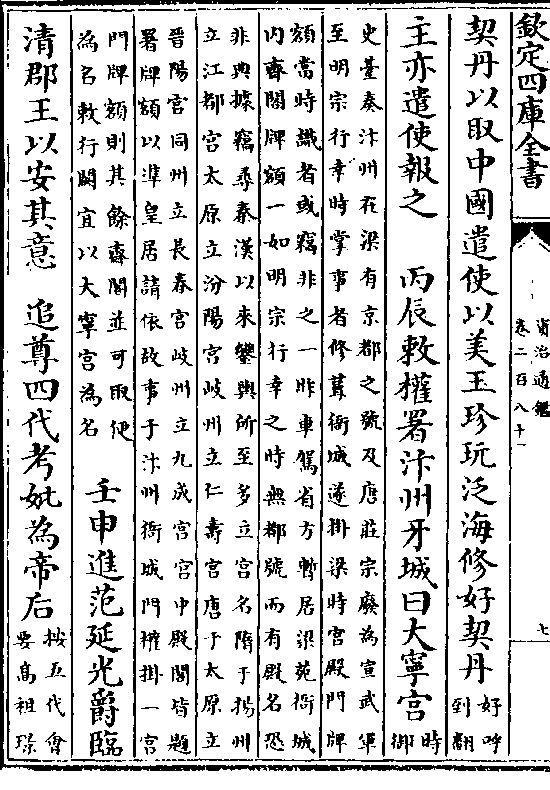 欽定四庫全書
資治通鑑
卷二百八十一
七
契丹以取中國遣使以美玉珍玩泛海修好契丹
好呼
到翻
主亦遣使報之 丙辰敕權署汴州牙城曰大寧宮
時
御
史臺奏汴州在梁有京都之號及唐莊宗廢為宣武軍
至明宗行幸時掌事者修葺衙城遂掛梁時宮殿門牌
額當時識者或竊非之一昨車駕省方暫居梁苑衙城
内齋閣牌額一如明宗行幸之時無都號而有殿名恐
非典據竊尋秦漢以來鑾輿所至多立宮名隋于揚州
立江都宮太原立汾陽宮岐州立仁壽宮唐于太原立
晉陽宮同州立長春宮岐州立九成宮宮中殿閣皆題
署牌額以準皇居請依故事于汴州衙城門權掛一宮
門牌額則其餘齋閣並可取便
為名敕行闕宜以大寧宮為名
壬申進范延光爵臨
清郡王以安其意 追尊四代考妣為帝后
按五代會
要高祖璟